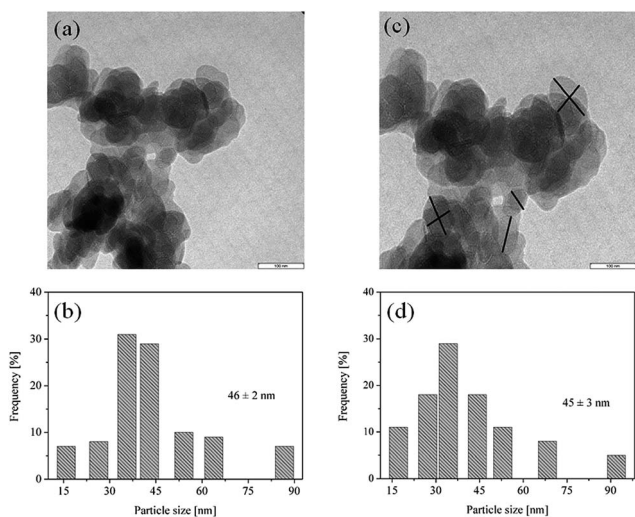 (a)
100 nm
(c)
100 nm
(b)
40
30
20
10
0
Frequency [%]
46 ± 2 nm
15 30 45 60 75 90
Particle size [nm]
(d)
40
30
20
10
0
Frequency [%]
45 ± 3 nm
15 30 45 60 75 90
Particle size [nm]